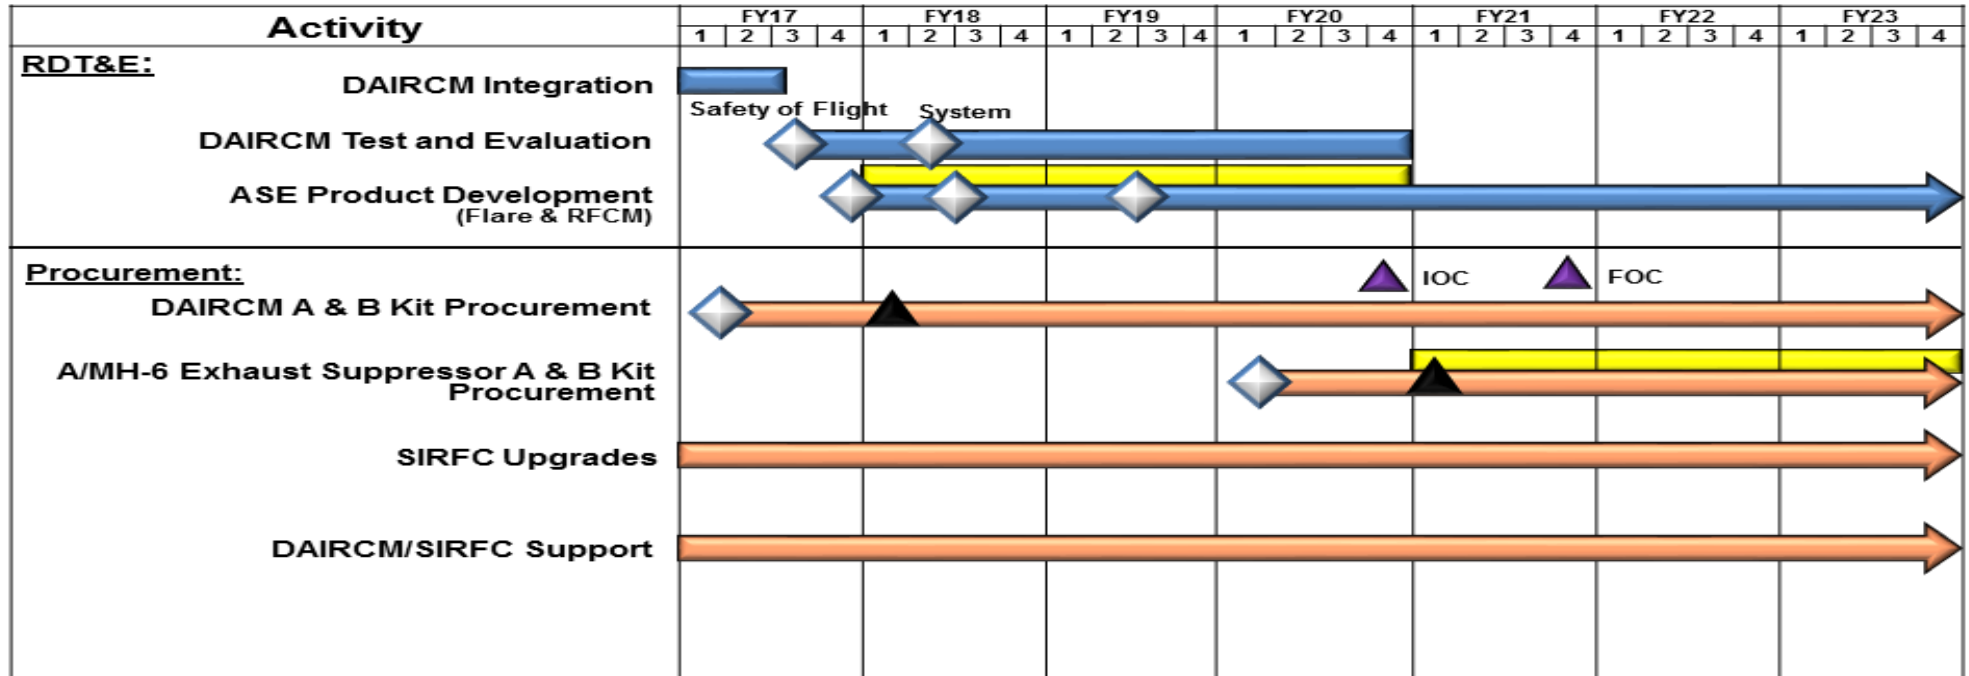 Activity
FY17 FY18 FY19 FY20 FY21 FY22 FY23
1 2 3 4 1 2 3 4 1 2 3 4 1 2 3 4 1 2 3 4 1 2 3 4 1 2 3 4
RDT&E:
DAIRCM Integration
Safety of Flight System
DAIRCM Test and Evaluation
ASE Product Development
(Flare & RFCM)
Procurement:
IOC FOC
DAIRCM A & B Kit Procurement
A/MH-6 Exhaust Suppressor A & B Kit
Procurement
SIRFC Upgrades
DAIRCM/SIRFC Support